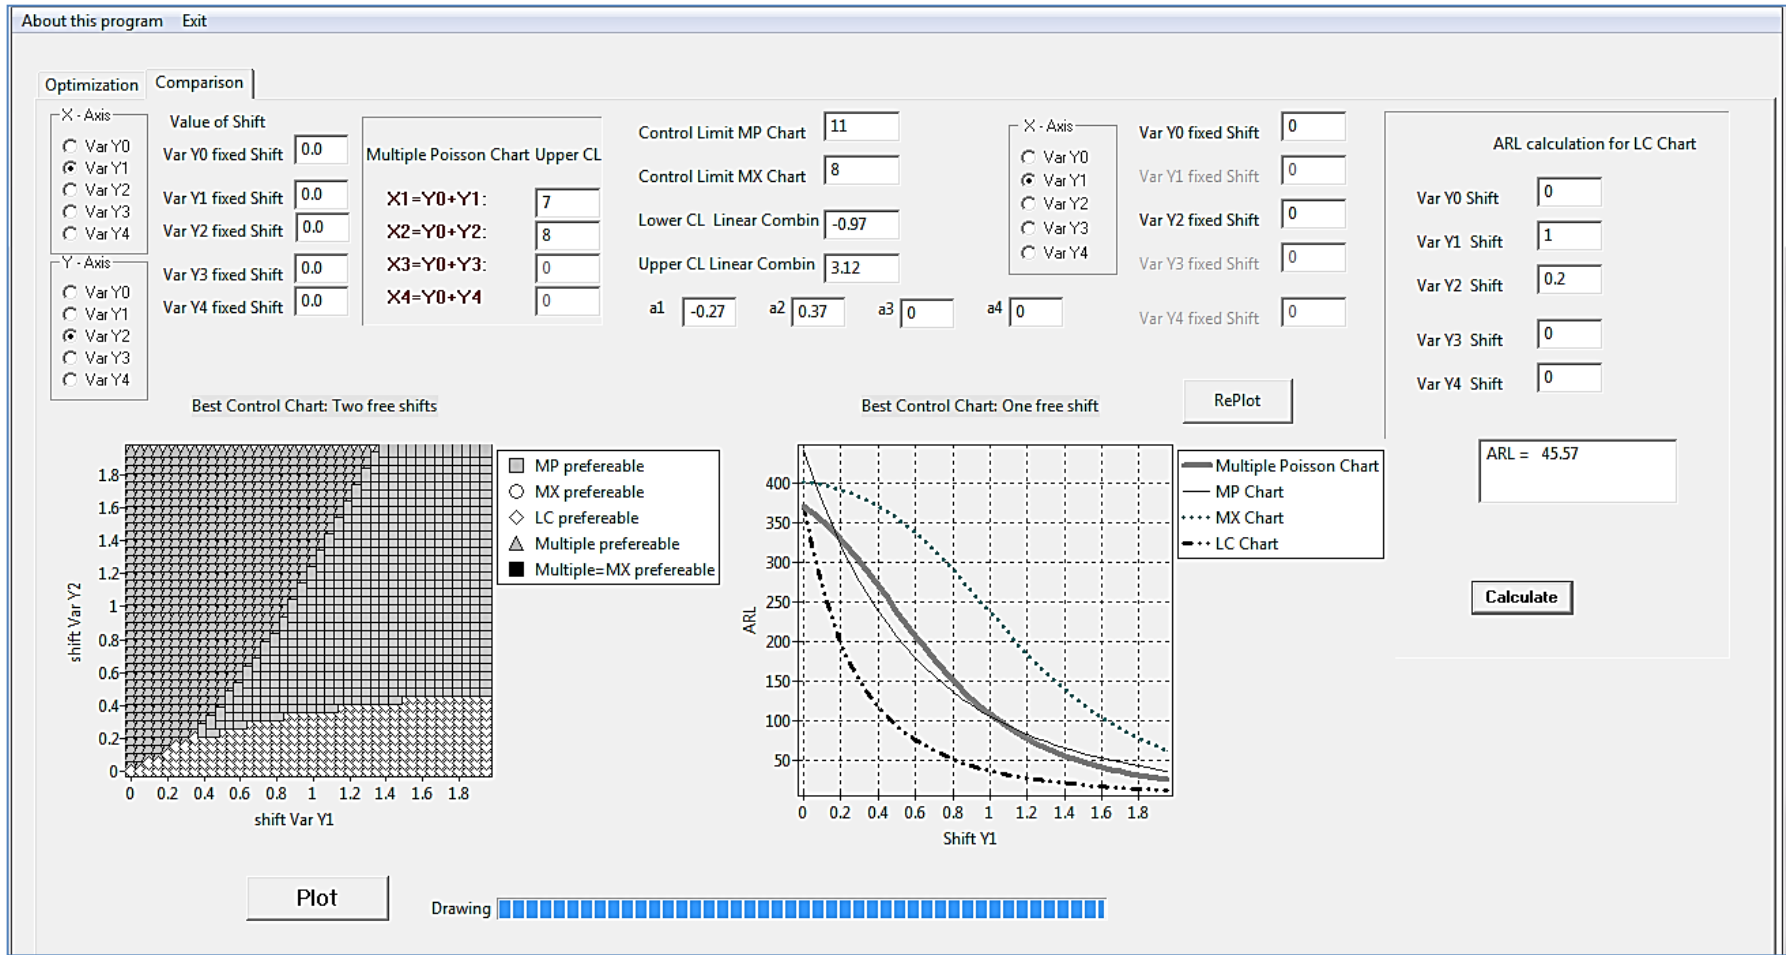 About this program Exit
Optimization Comparison
X - Axis
Var Y0
Var Y1
Var Y2
Var Y3
Var Y4
Y - Axis
Var Y0
Var Y1
Var Y2
Var Y3
Var Y4
Value of Shift
Var Y0 fixed Shift 0.0
Var Y1 fixed Shift 0.0
Var Y2 fixed Shift 0.0
Var Y3 fixed Shift 0.0
Var Y4 fixed Shift 0.0
Multiple Poisson Chart Upper CL
X1=Y0+Y1: 7
X2=Y0+Y2: 8
X3=Y0+Y3: 0
X4=Y0+Y4 0
Control Limit MP Chart 11
Control Limit MX Chart 8
Lower CL Linear Combin -0.97
Upper CL Linear Combin 3.12
a1 -0.27 a2 0.37 a3 0 a4 0
X - Axis
Var Y0
Var Y1
Var Y2
Var Y3
Var Y4
Var Y0 fixed Shift 0
Var Y1 fixed Shift 0
Var Y2 fixed Shift 0
Var Y3 fixed Shift 0
Var Y4 fixed Shift 0
RePlot
ARL calculation for LC Chart
Var Y0 Shift 0
Var Y1 Shift 1
Var Y2 Shift 0.2
Var Y3 Shift 0
Var Y4 Shift 0
ARL = 45.57
Calculate
Best Control Chart: Two free shifts
shift Var Y2
1.8
1.6
1.4
1.2
1
0.8
0.6
0.4
0.2
0
0 0.2 0.4 0.6 0.8 1 1.2 1.4 1.6 1.8
shift Var Y1
MP prefereable
MX prefereable
LC prefereable
Multiple prefereable
Multiple=MX prefereable
Best Control Chart: One free shift
ARL
400
350
300
250
200
150
100
50
0 0.2 0.4 0.6 0.8 1 1.2 1.4 1.6 1.8
Shift Y1
Multiple Poisson Chart
MP Chart
MX Chart
LC Chart
Plot
Drawing